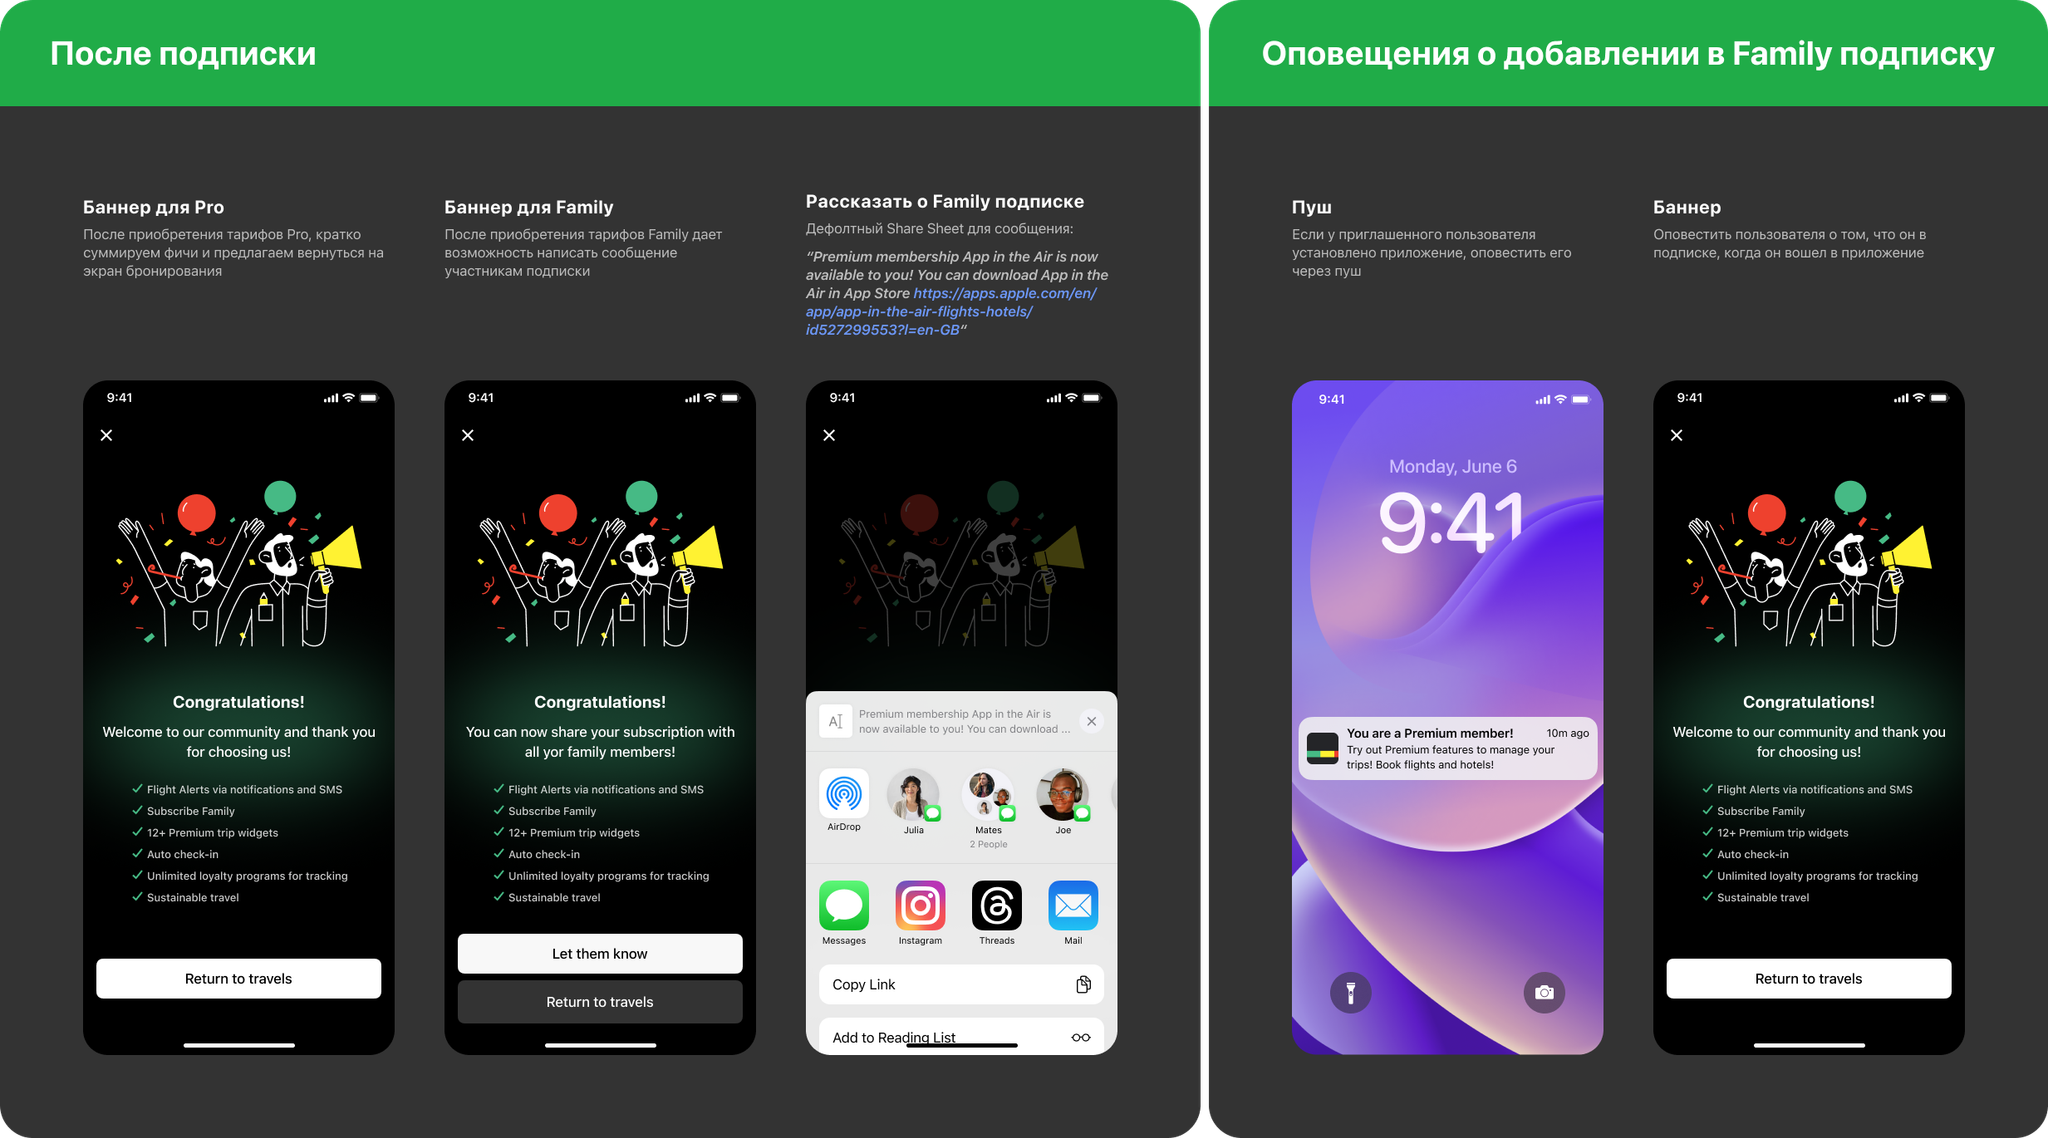 После подписки
Баннер для Pro
После приобретения тарифов Pro, кратко
суммируем фичи и предлагаем вернуться на
экран бронирования
Баннер для Family
После приобретения тарифов Family дает
возможность написать сообщение
участникам подписки
Рассказать о Family подписке
Дефолтный Share Sheet для сообщения:
“Premium membership App in the Air is now
available to you! You can download App in the
Air in App Store https://apps.apple.com/en/
app/app-in-the-air-flights-hotels/
id527299553?l=en-GB“
9:41
Congratulations!
Welcome to our community and thank you
for choosing us!
Flight Alerts via notifications and SMS
Subscribe Family
12+ Premium trip widgets
Auto check-in
Unlimited loyalty programs for tracking
Sustainable travel
Return to travels
9:41
Congratulations!
You can now share your subscription with
all yor family members!
Flight Alerts via notifications and SMS
Subscribe Family
12+ Premium trip widgets
Auto check-in
Unlimited loyalty programs for tracking
Sustainable travel
Let them know
Return to travels
9:41
A
Premium membership App in the Air is
now available to you! You can download ...
AirDrop
Julia
Mates
2 People
Joe
Messages
Instagram
Threads
Mail
Copy Link
Add to Reading List
Оповещения о добавлении в Family подписку
Пуш
Если у приглашенного пользователя
установлено приложение, оповестить его
через пуш
Баннер
Оповестить пользователя о том, что он в
подписке, когда он вошел в приложение
9:41
Monday, June 6
9:41
You are a Premium member!
10m ago
Try out Premium features to manage your
trips! Book flights and hotels!
9:41
Congratulations!
Welcome to our community and thank you
for choosing us!
Flight Alerts via notifications and SMS
Subscribe Family
12+ Premium trip widgets
Auto check-in
Unlimited loyalty programs for tracking
Sustainable travel
Return to travels